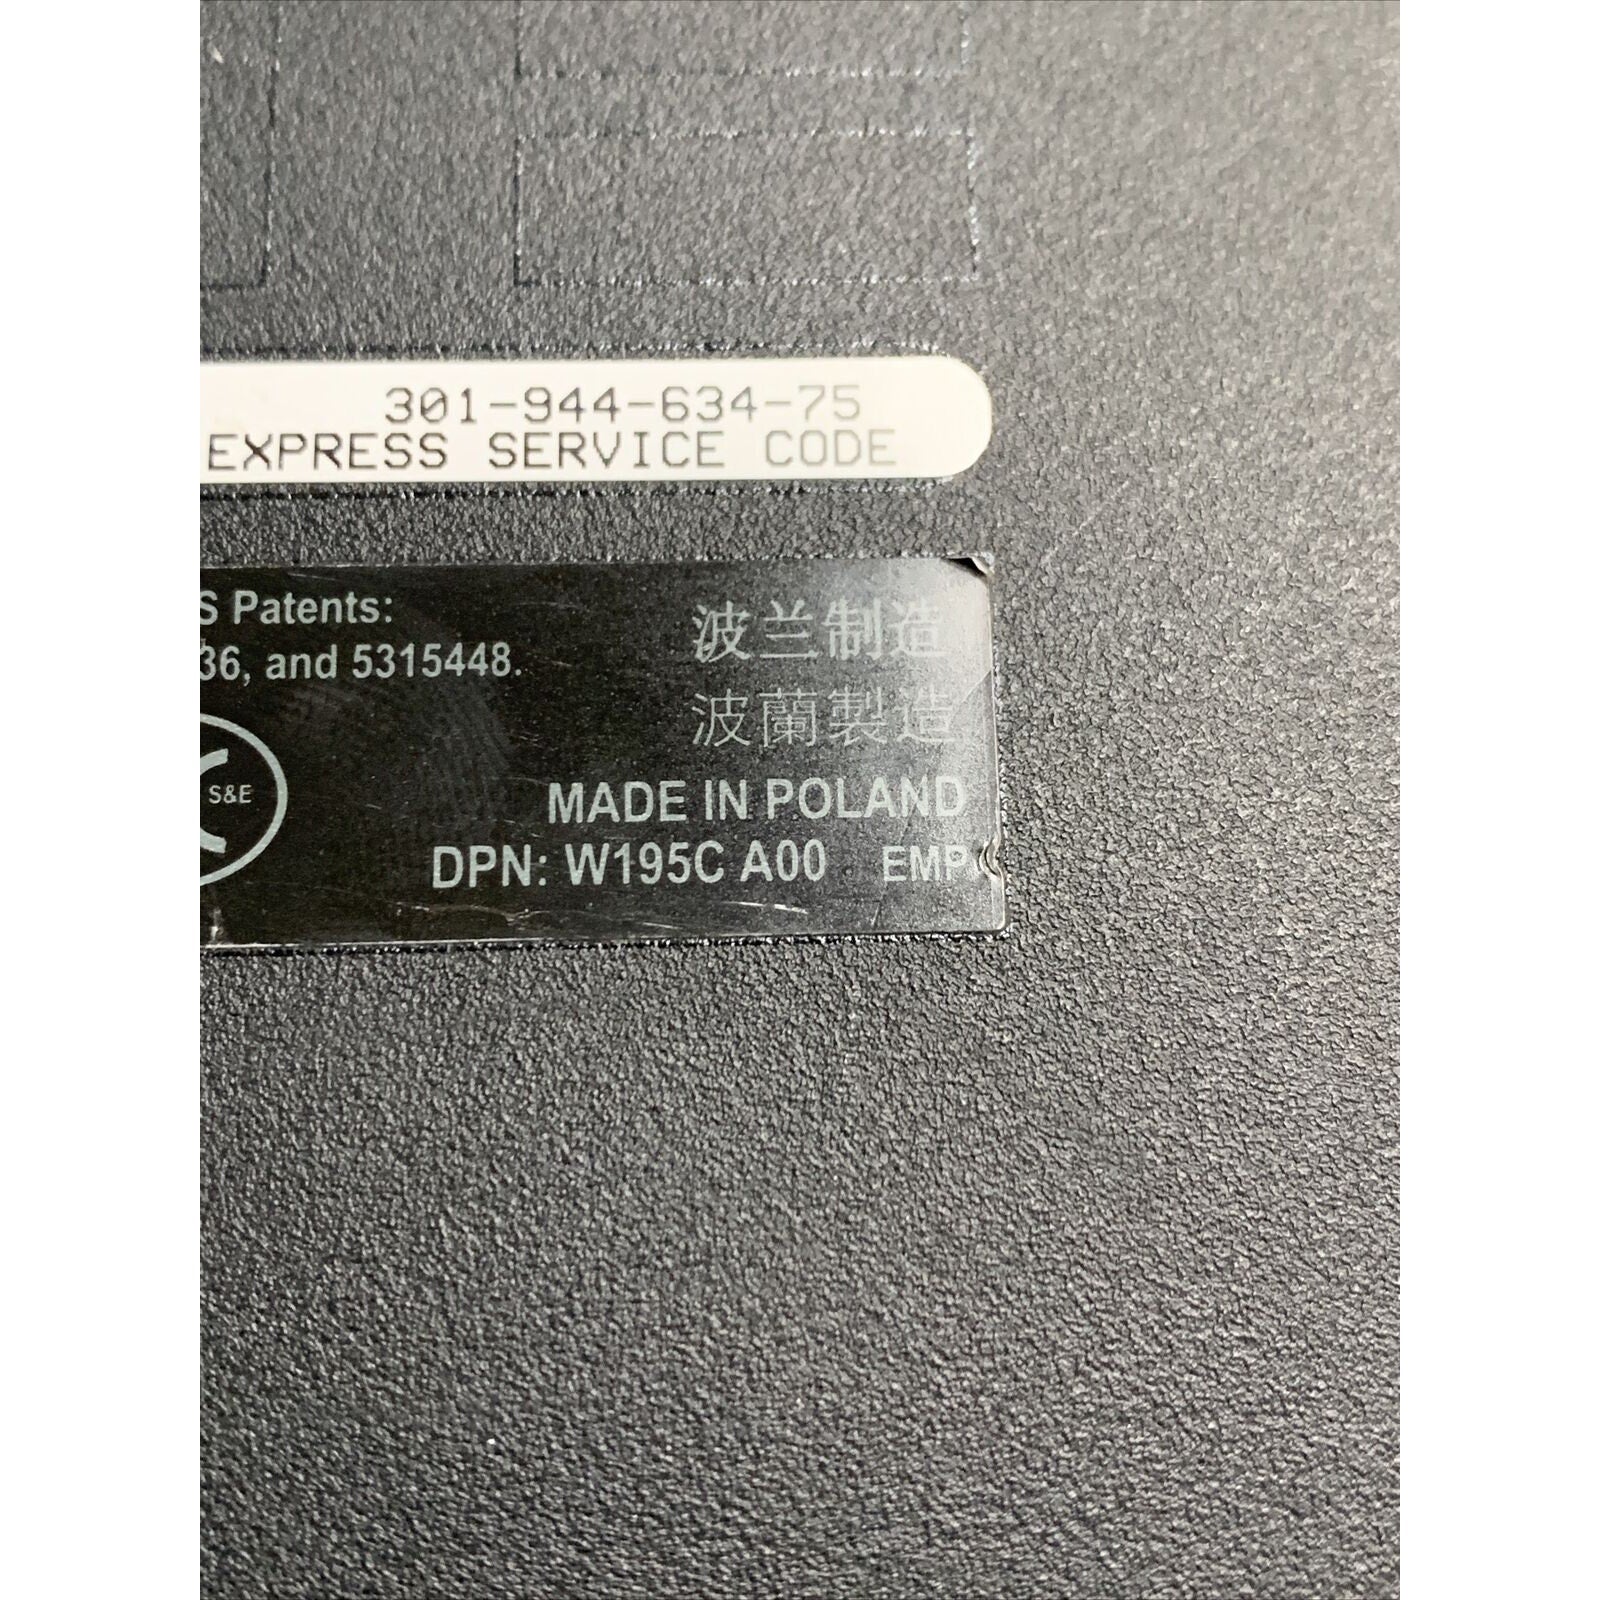 301-944-634-75
EXPRESS SERVICE CODE
S Patents:
36, and 5315448.
波兰制造
波蘭製造
S&E
MADE IN POLAND
DPN: W195C A00 EMP